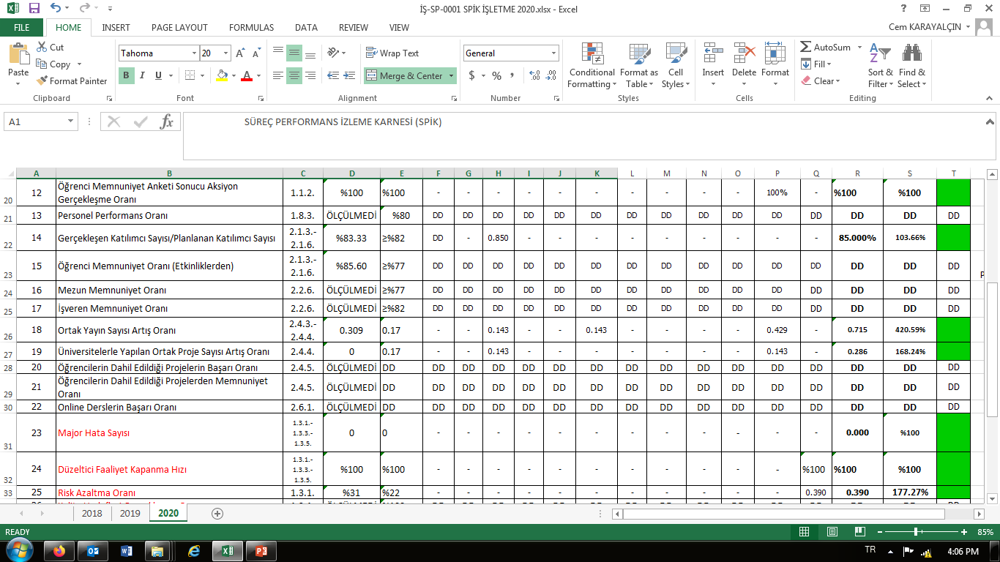 İŞ-SP-0001 SPİK İŞLETME 2020.xlsx - Excel
FILE HOME INSERT PAGE LAYOUT FORMULAS DATA REVIEW VIEW Cem KARAYALÇIN
Cut
Copy
Format Painter
Paste
Clipboard
Tahoma 20
B I U
Font
Wrap Text
Merge & Center
Alignment
General
$ %
Number
Conditional Formatting
Format as Table
Cell Styles
Styles
Insert Delete Format
Cells
AutoSum
Fill
Clear
Sort & Filter
Find & Select
Editing
A1 fx SÜREÇ PERFORMANS İZLEME KARNESİ (SPİK)
A B C D E F G H I J K L M N O P Q R S T
20 12 Öğrenci Memnuniyet Anketi Sonucu Aksiyon Gerçekleşme Oranı 1.1.2. %100 %100 - - - - - - - - - - 100% - %100 %100
21 13 Personel Performans Oranı 1.8.3. ÖLÇÜLMEDİ %80 DD DD DD DD DD DD DD DD DD DD DD DD DD DD DD
22 14 Gerçekleşen Katılımcı Sayısı/Planlanan Katılımcı Sayısı 2.1.3.- 2.1.6. %83.33 ≥%82 DD - 0.850 - - - - - - - - - 85.000% 103.66%
23 15 Öğrenci Memnuniyet Oranı (Etkinliklerden) 2.1.3.- 2.1.6. %85.60 ≥%77 DD DD DD DD DD DD DD DD DD DD DD DD DD DD DD
24 16 Mezun Memnuniyet Oranı 2.2.6. ÖLÇÜLMEDİ ≥%77 DD DD DD DD DD DD DD DD DD DD DD DD DD DD DD
25 17 İşveren Memnuniyet Oranı 2.2.6. ÖLÇÜLMEDİ ≥%82 DD DD DD DD DD DD DD DD DD DD DD DD DD DD DD
26 18 Ortak Yayın Sayısı Artış Oranı 2.4.3.- 2.4.4. 0.309 0.17 - - 0.143 - - 0.143 - - - - 0.429 - 0.715 420.59%
27 19 Üniversitelerle Yapılan Ortak Proje Sayısı Artış Oranı 2.4.4. 0 0.17 - - 0.143 - - - - - - - 0.143 - 0.286 168.24%
28 20 Öğrencilerin Dahil Edildiği Projelerin Başarı Oranı 2.4.5. ÖLÇÜLMEDİ DD DD DD DD DD DD DD DD DD DD DD DD DD DD DD DD
29 21 Öğrencilerin Dahil Edildiği Projelerden Memnuniyet Oranı 2.4.5. ÖLÇÜLMEDİ DD DD DD DD DD DD DD DD DD DD DD DD DD DD DD DD
30 22 Online Derslerin Başarı Oranı 2.6.1. ÖLÇÜLMEDİ DD DD DD DD DD DD DD DD DD DD DD DD DD DD DD DD
31 23 Major Hata Sayısı 1.3.1.- 1.3.3.- 1.3.5. 0 0 - - - - - - - - - - - - 0.000 %100
32 24 Düzeltici Faaliyet Kapanma Hızı 1.3.1.- 1.3.3.- 1.3.5. %100 %100 - - - - - - - - - - - %100 %100 %100
33 25 Risk Azaltma Oranı 1.3.1. %31 %22 - - - - - - - - - - - 0.390 0.390 177.27%
2018 2019 2020
READY 85%
TR 4:06 PM